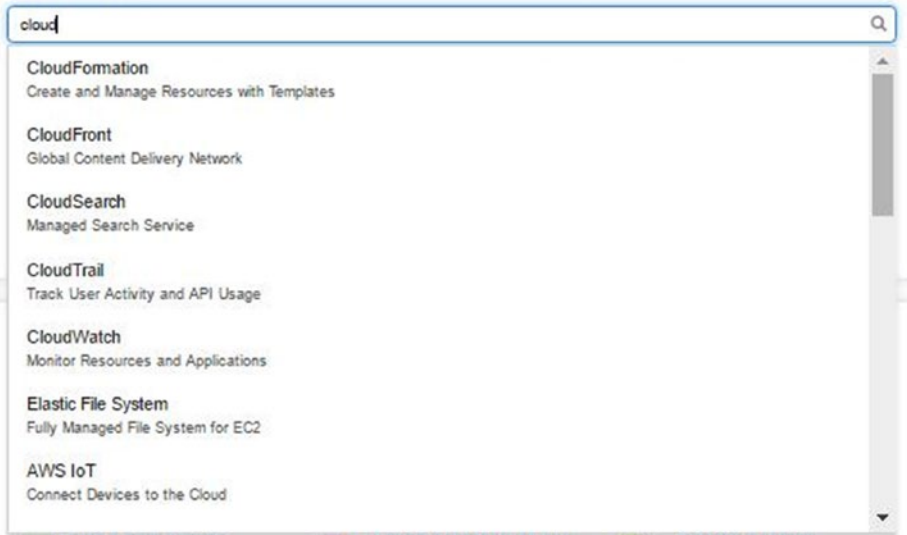 cloud
CloudFormation
Create and Manage Resources with Templates
CloudFront
Global Content Delivery Network
CloudSearch
Managed Search Service
CloudTrail
Track User Activity and API Usage
CloudWatch
Monitor Resources and Applications
Elastic File System
Fully Managed File System for EC2
AWS IoT
Connect Devices to the Cloud